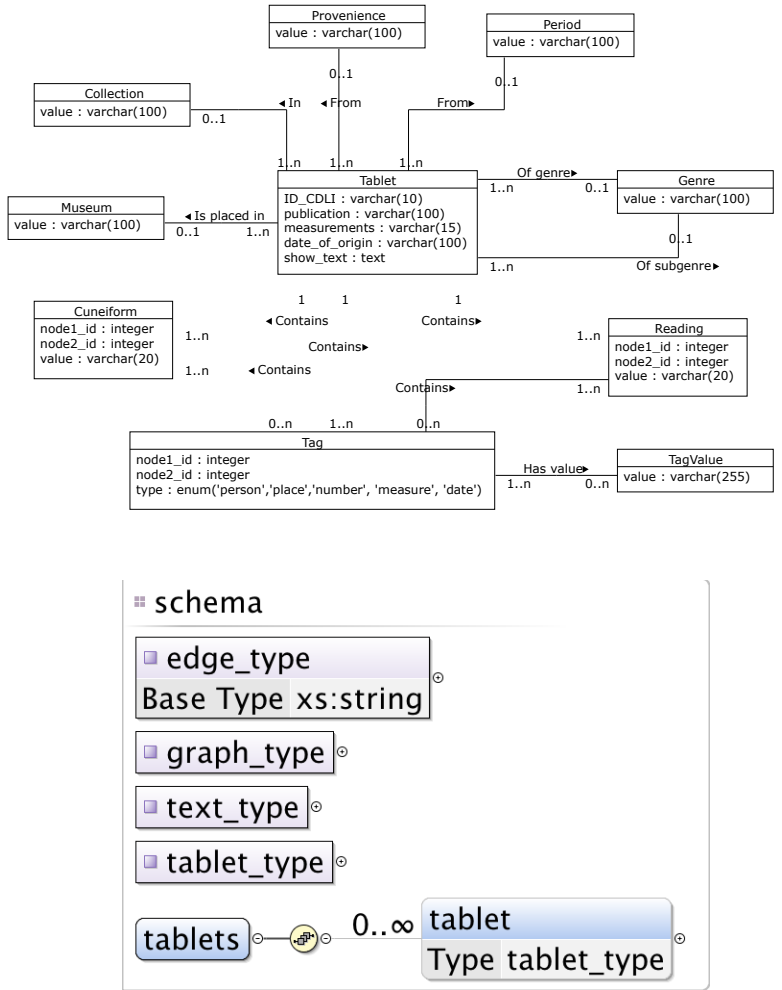 Provenience
value : varchar(100)
Period
value : varchar(100)
0..1
0..1
Collection
value : varchar(100)
0..1
◄ In
◄ From
From►
1..n
1..n
1..n
Tablet
ID_CDLI : varchar(10)
publication : varchar(100)
measurements : varchar(15)
date_of_origin : varchar(100)
show_text : text
Of genre►
1..n
0..1
Genre
value : varchar(100)
Museum
value : varchar(100)
◄ Is placed in
0..1
1..n
0..1
1..n
Of subgenre►
1
1
1
Cuneiform
node1_id : integer
node2_id : integer
value : varchar(20)
◄ Contains
Contains►
1..n
Contains►
1..n
◄ Contains
1..n
Reading
node1_id : integer
node2_id : integer
value : varchar(20)
Contains►
1..n
0..n
1..n
0..n
Tag
node1_id : integer
node2_id : integer
type : enum('person','place','number', 'measure', 'date')
Has value►
1..n
0..n
TagValue
value : varchar(255)
schema
edge_type
Base Type xs:string
graph_type
text_type
tablet_type
tablets
0..∞
tablet
Type tablet_type